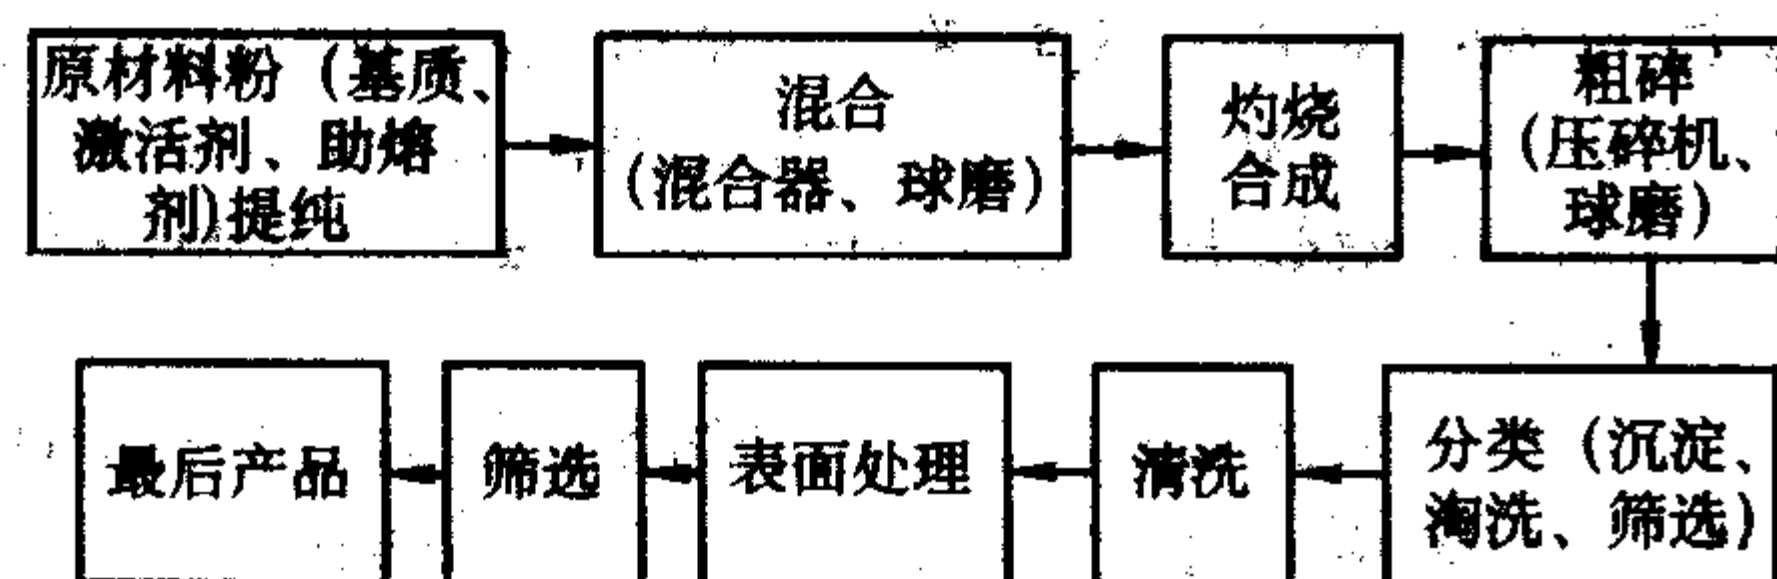 原材料粉（基质、
激活剂、助熔
剂)提纯
混合
（混合器、球磨）
灼烧
合成
粗碎
（压碎机、
球磨）
分类（沉淀、
淘洗、筛选）
清洗
表面处理
筛选
最后产品